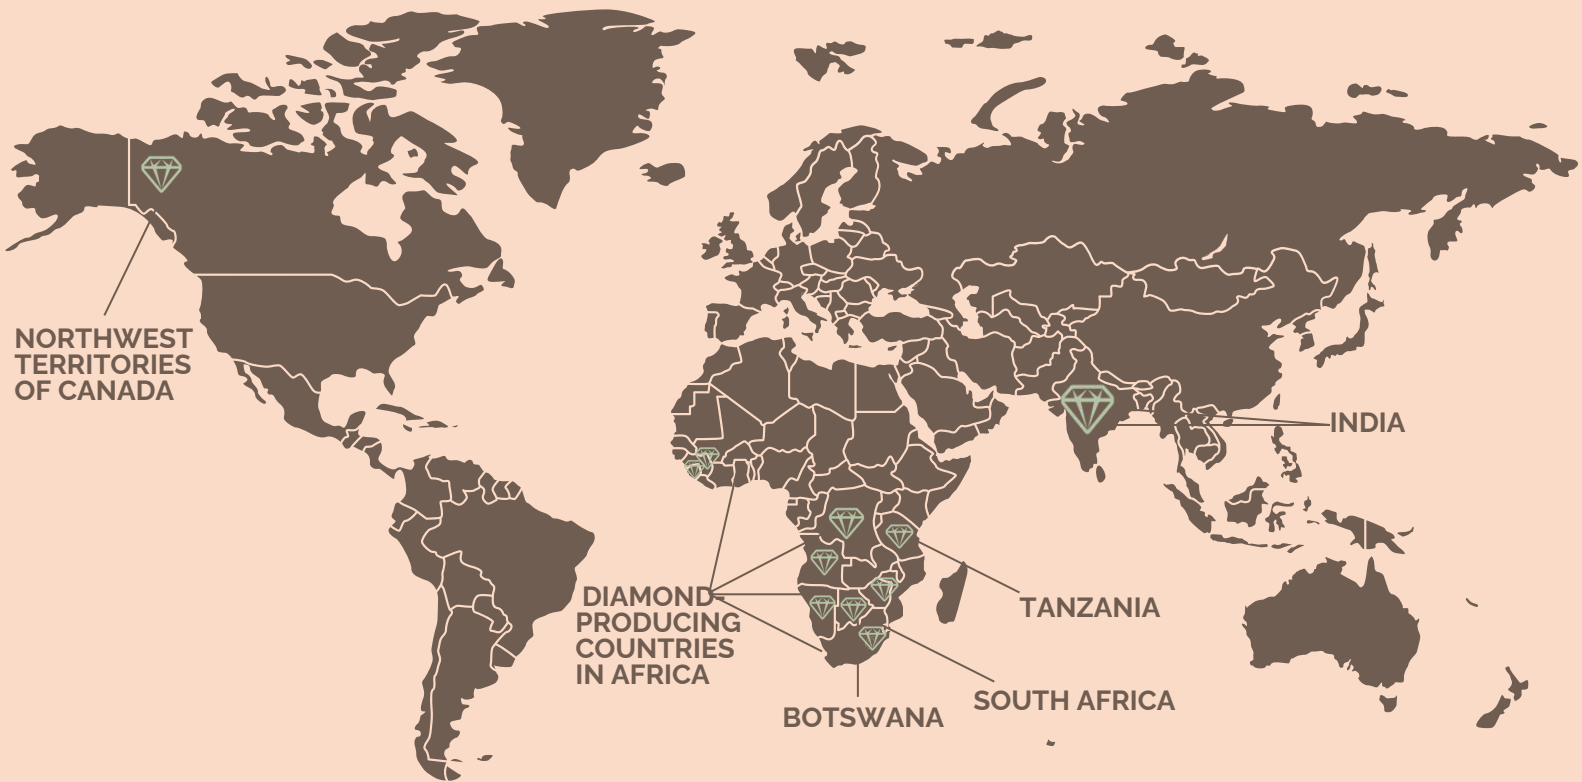 NORTHWEST
TERRITORIES
OF CANADA
INDIA
DIAMOND-
PRODUCING
COUNTRIES
IN AFRICA
TANZANIA
SOUTH AFRICA
BOTSWANA